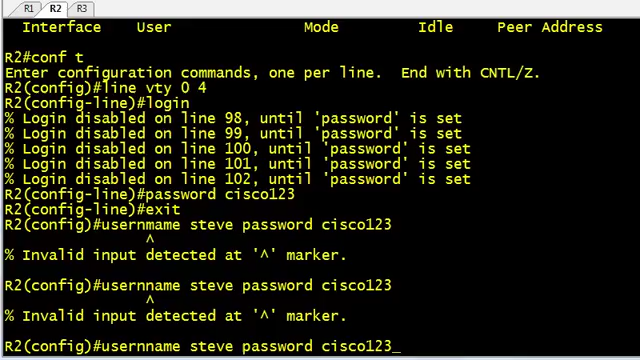 R1 R2 R3
Interface User Mode Idle Peer Address
R2#conf t
Enter configuration commands, one per line. End with CNTL/Z.
R2(config)#line vty 0 4
R2(config-line)#login
% Login disabled on line 98, until 'password' is set
% Login disabled on line 99, until 'password' is set
% Login disabled on line 100, until 'password' is set
% Login disabled on line 101, until 'password' is set
% Login disabled on line 102, until 'password' is set
R2(config-line)#password cisco123
R2(config-line)#exit
R2(config)#usernmame steve password cisco123
^
% Invalid input detected at '^' marker.
R2(config)#usernname steve password cisco123
^
% Invalid input detected at '^' marker.
R2(config)#usernname steve password cisco123_